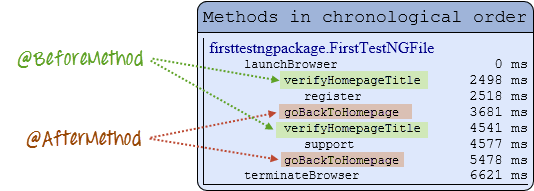 Methods in chronological order
@BeforeMethod
@AfterMethod
firsttestngpackage.FirstTestNGFile
launchBrowser 0 ms
verifyHomepageTitle 2498 ms
register 2518 ms
goBackToHomepage 3681 ms
verifyHomepageTitle 4541 ms
support 4577 ms
goBackToHomepage 5478 ms
terminateBrowser 6621 ms